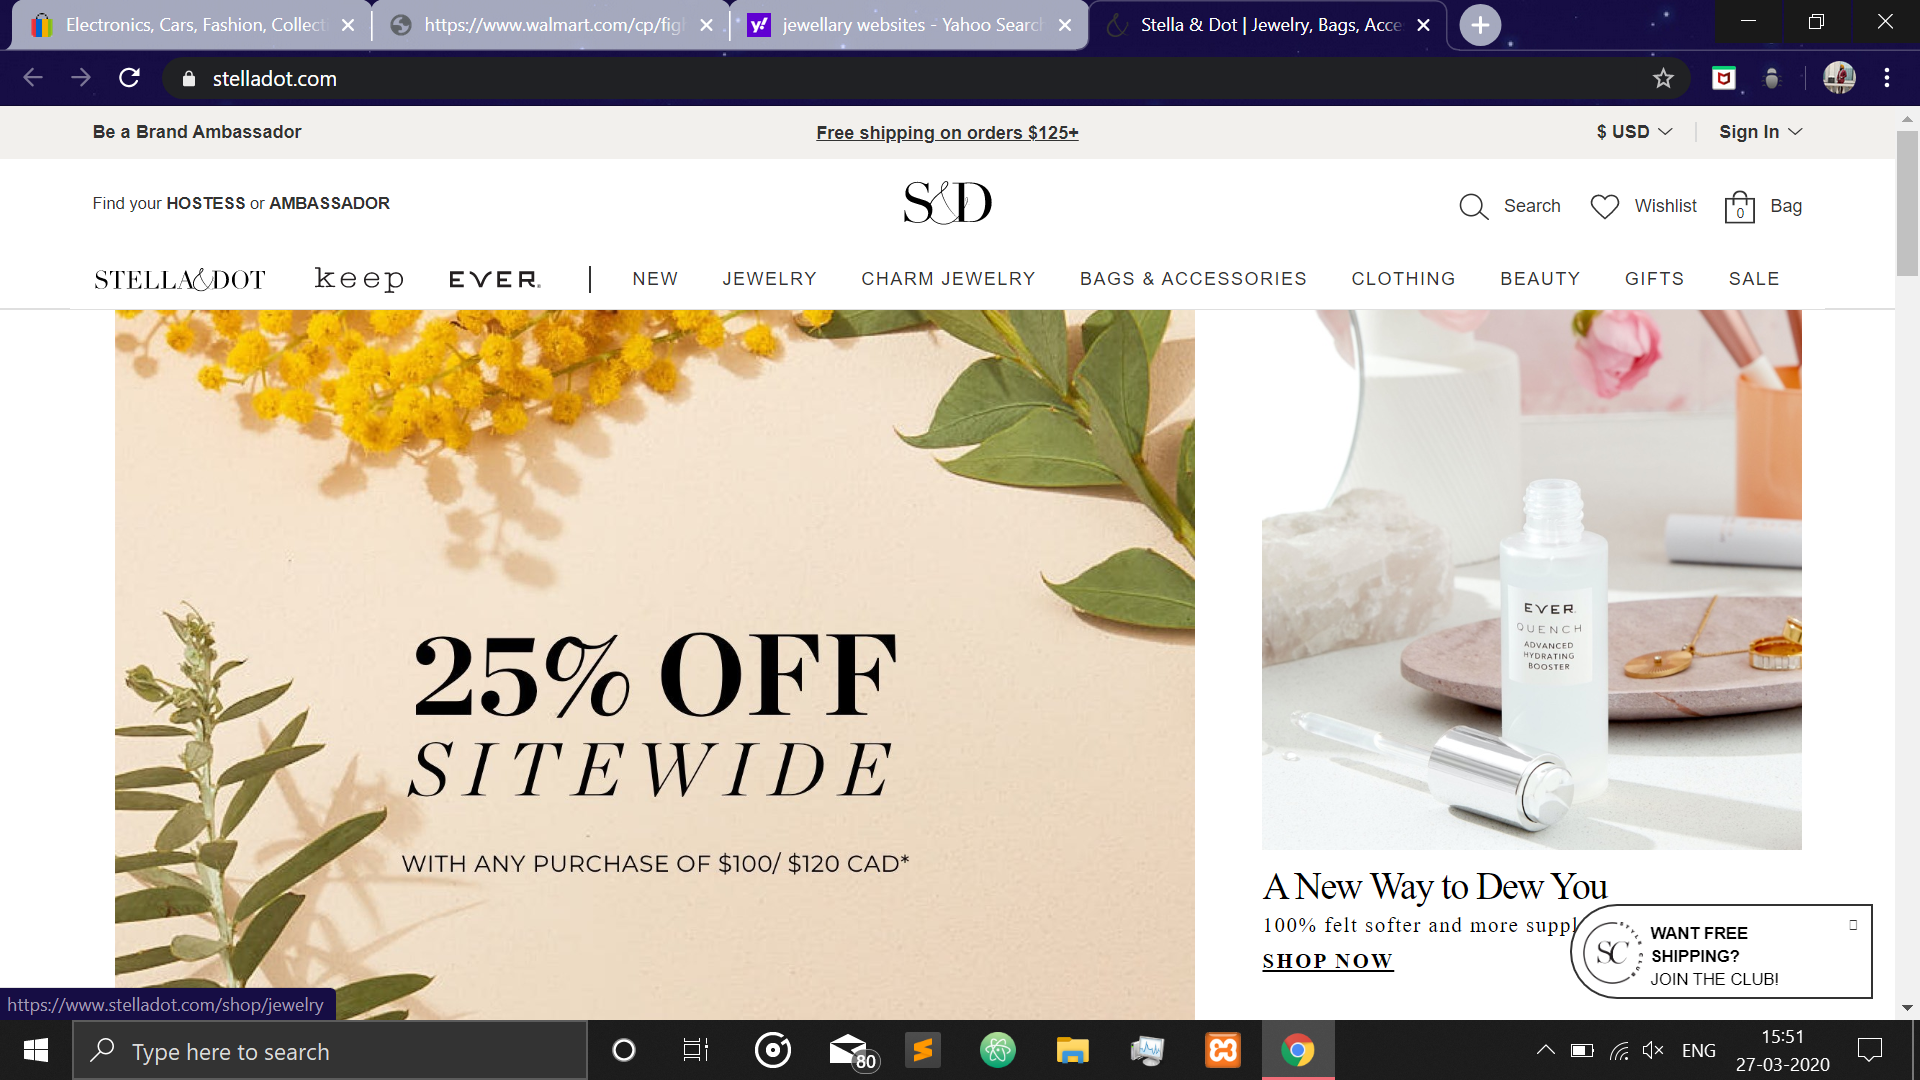 Electronics, Cars, Fashion, Collect
https://www.walmart.com/cp/figh
jewellary websites - Yahoo Search
Stella & Dot | Jewelry, Bags, Acce
stelladot.com
Be a Brand Ambassador
Free shipping on orders $125+
$ USD
Sign In
Find your HOSTESS or AMBASSADOR
S&D
Search
Wishlist
0
Bag
STELLA&DOT
keep
EVER.
NEW
JEWELRY
CHARM JEWELRY
BAGS & ACCESSORIES
CLOTHING
BEAUTY
GIFTS
SALE
25% OFF
SITEWIDE
WITH ANY PURCHASE OF $100/ $120 CAD*
EVER
QUENCH
ADVANCED
HYDRATING
BOOSTER
A New Way to Dew You
100% felt softer and more suppl
SHOP NOW
SC
STYLE CLUB
WANT FREE
SHIPPING?
JOIN THE CLUB!
https://www.stelladot.com/shop/jewelry
Type here to search
80
ENG
15:51
27-03-2020